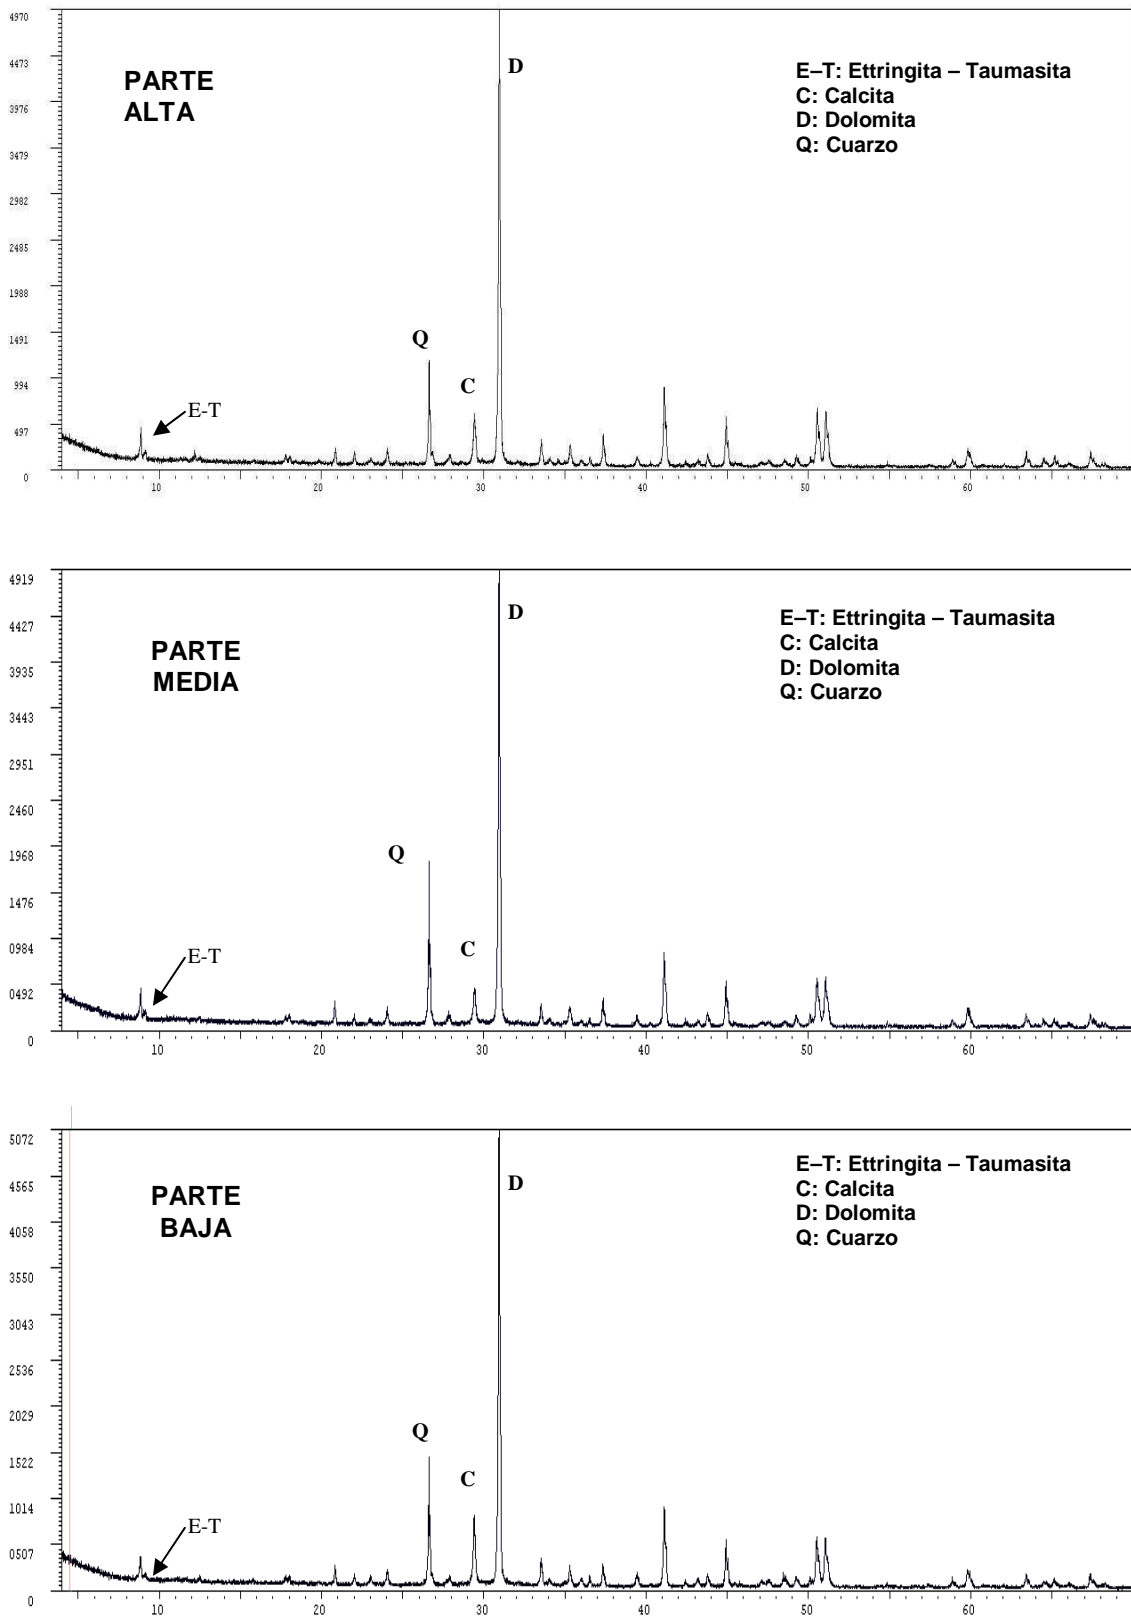 4970
4473
3976
3479
2982
2485
1988
1491
994
497
0
PARTE
ALTA
D
E–T: Ettringita – Taumasita
C: Calcita
D: Dolomita
Q: Cuarzo
Q
C
E-T
10 20 30 40 50 60
4919
4427
3935
3443
2951
2460
1968
1476
0984
0492
0
PARTE
MEDIA
D
E–T: Ettringita – Taumasita
C: Calcita
D: Dolomita
Q: Cuarzo
Q
C
E-T
10 20 30 40 50 60
5072
4565
4058
3550
3043
2536
2029
1522
1014
0507
0
PARTE
BAJA
D
E–T: Ettringita – Taumasita
C: Calcita
D: Dolomita
Q: Cuarzo
Q
C
E-T
10 20 30 40 50 60